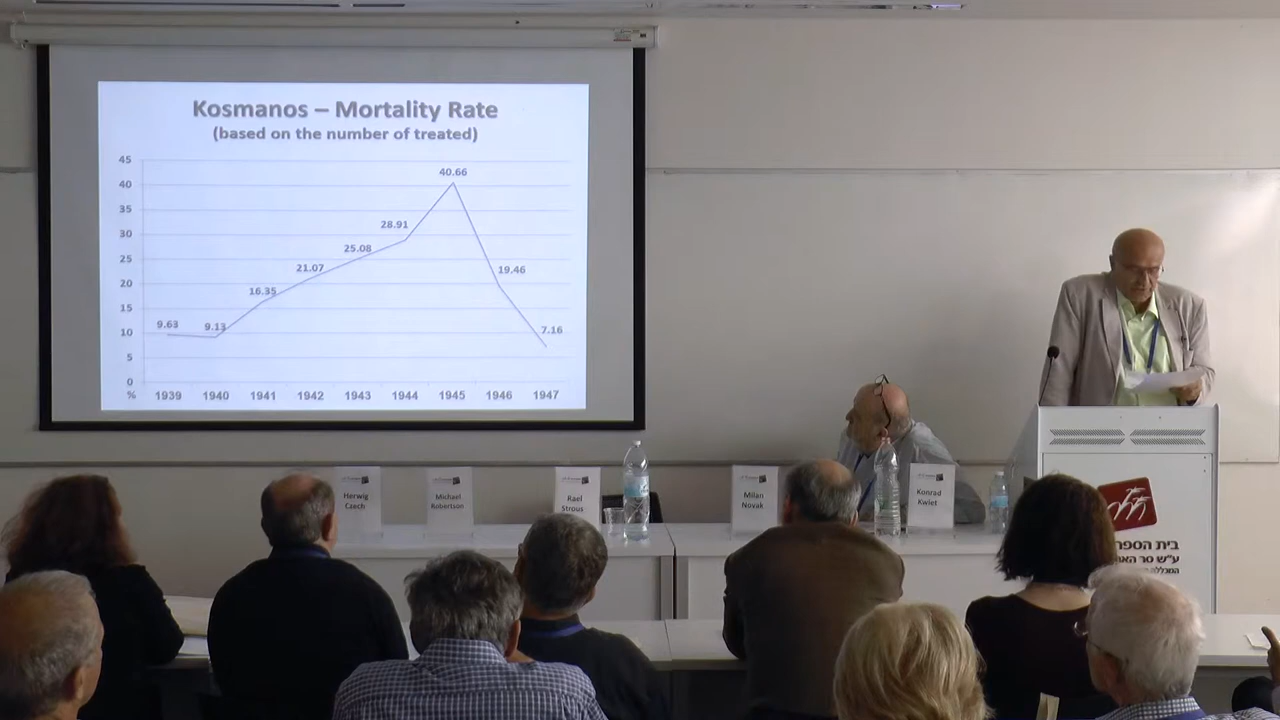 Kosmanos – Mortality Rate
(based on the number of treated)
45
40
35
30
25
20
15
10
5
0
9.63
9.13
16.35
21.07
25.08
28.91
40.66
19.46
7.16
% 1939 1940 1941 1942 1943 1944 1945 1946 1947
Herwig
Czech
Michael
Robertson
Rael
Strous
Milan
Novak
Konrad
Kwiet
בית הספר
ע"ש סר האר
המכללה